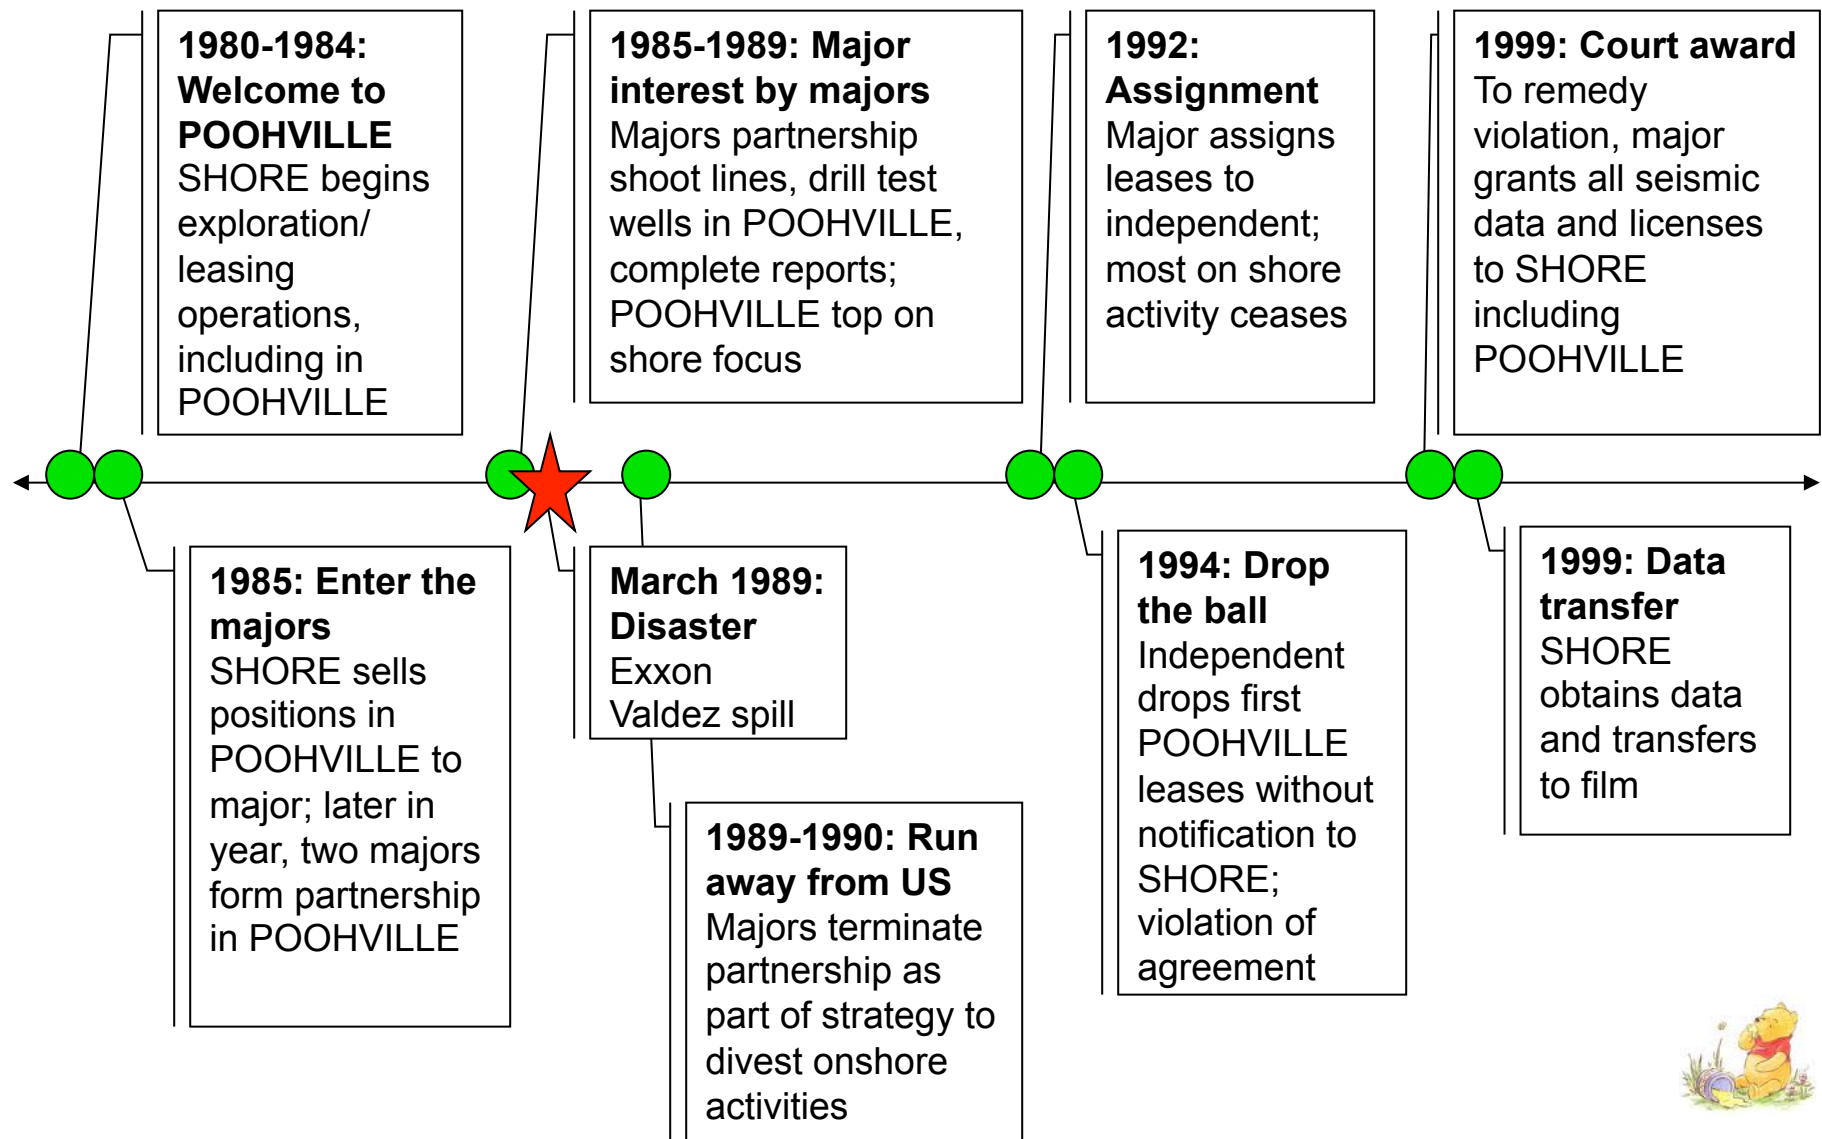 1980-1984:
Welcome to
POOHVILLE
SHORE begins
exploration/
leasing
operations,
including in
POOHVILLE
1985-1989: Major
interest by majors
Majors partnership
shoot lines, drill test
wells in POOHVILLE,
complete reports;
POOHVILLE top on
shore focus
1992:
Assignment
Major assigns
leases to
independent;
most on shore
activity ceases
1999: Court award
To remedy
violation, major
grants all seismic
data and licenses
to SHORE
including
POOHVILLE
1985: Enter the
majors
SHORE sells
positions in
POOHVILLE to
major; later in
year, two majors
form partnership
in POOHVILLE
March 1989:
Disaster
Exxon
Valdez spill
1989-1990: Run
away from US
Majors terminate
partnership as
part of strategy to
divest onshore
activities
1994: Drop
the ball
Independent
drops first
POOHVILLE
leases without
notification to
SHORE;
violation of
agreement
1999: Data
transfer
SHORE
obtains data
and transfers
to film